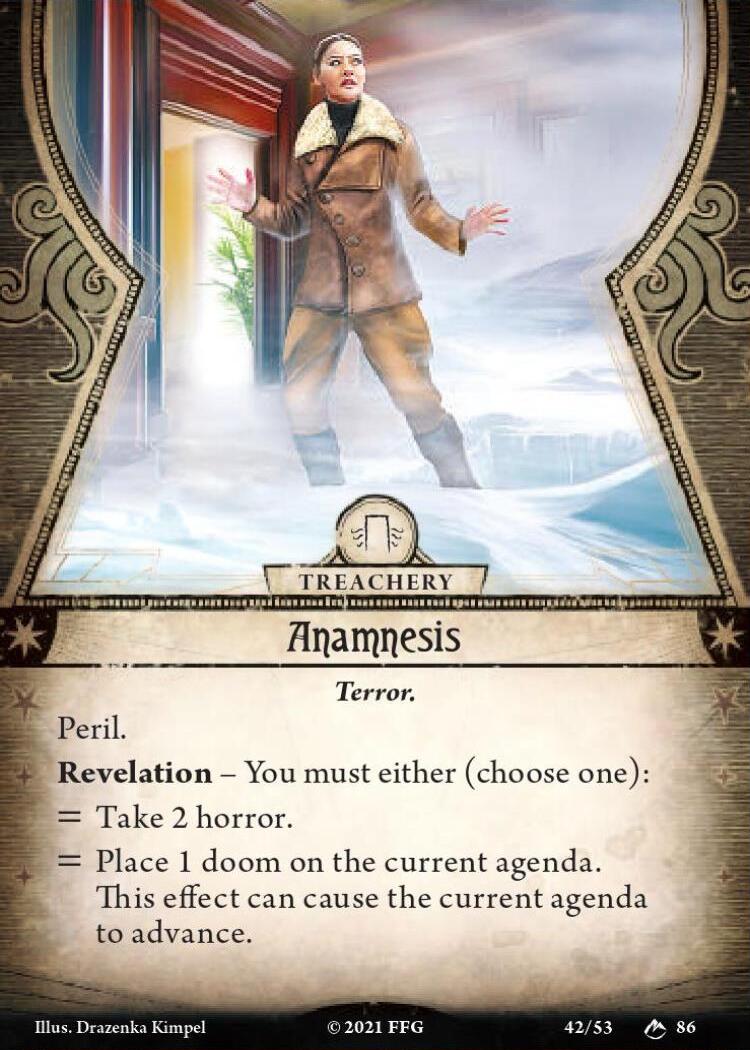 TREACHERY
Anamnesis
Terror.
Peril.
Revelation – You must either (choose one):
= Take 2 horror.
= Place 1 doom on the current agenda.
This effect can cause the current agenda
to advance.
Illus. Drazenka Kimpel © 2021 FFG 42/53 86